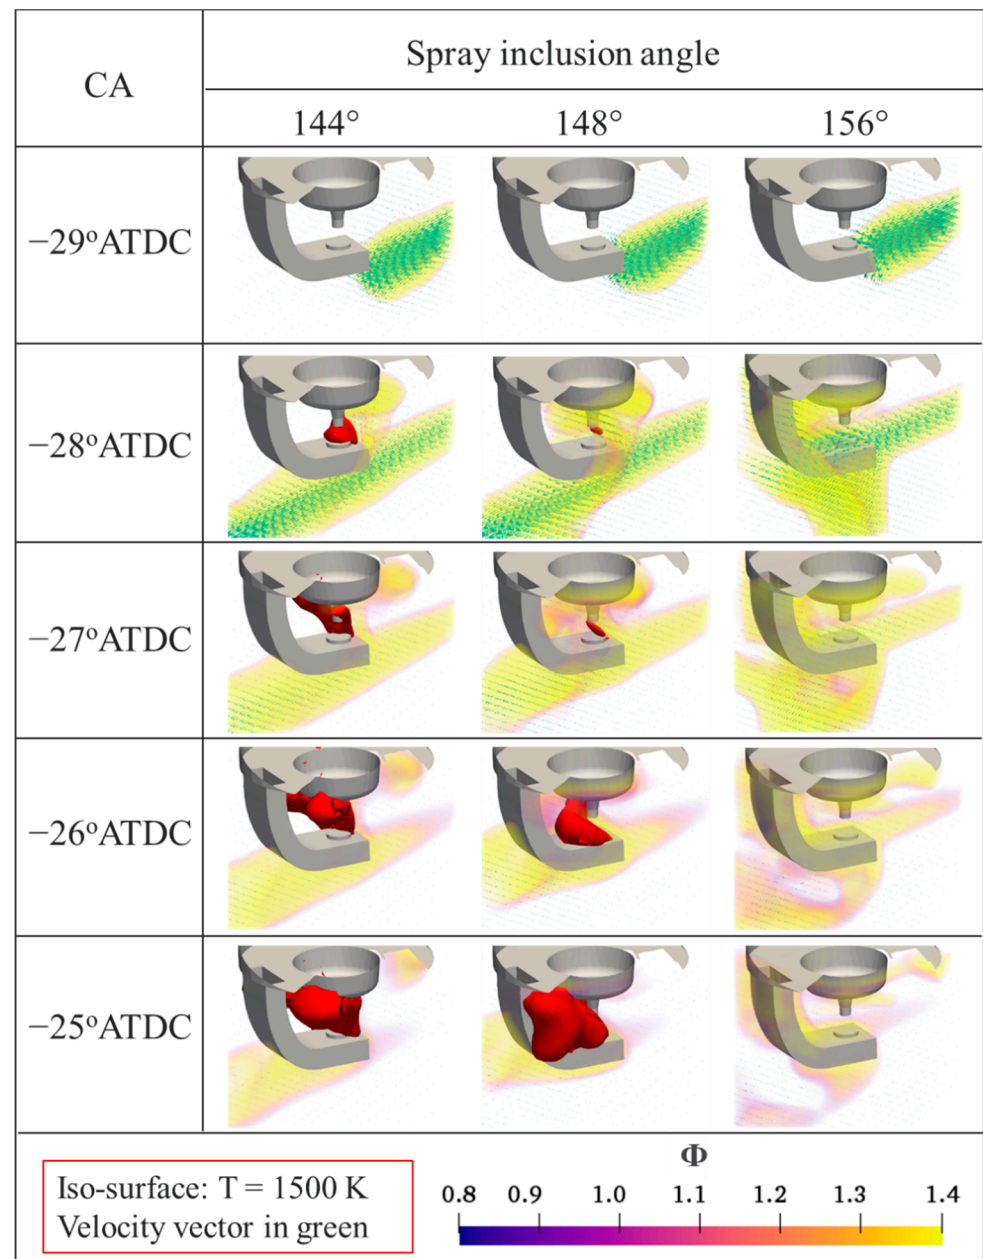 CA
Spray inclusion angle
144° 148° 156°
−29°ATDC
−28°ATDC
−27°ATDC
−26°ATDC
−25°ATDC
Iso-surface: T = 1500 K
Velocity vector in green
Φ
0.8 0.9 1.0 1.1 1.2 1.3 1.4